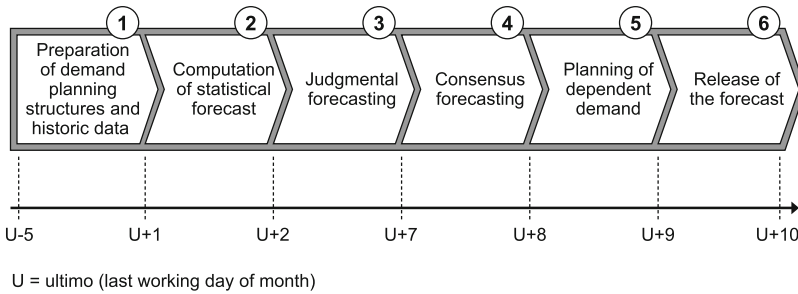 1
Preparation
of demand
planning
structures and
historic data
2
Computation
of statistical
forecast
3
Judgmental
forecasting
4
Consensus
forecasting
5
Planning of
dependent
demand
6
Release of
the forecast
U-5
U+1
U+2
U+7
U+8
U+9
U+10
U = ultimo (last working day of month)